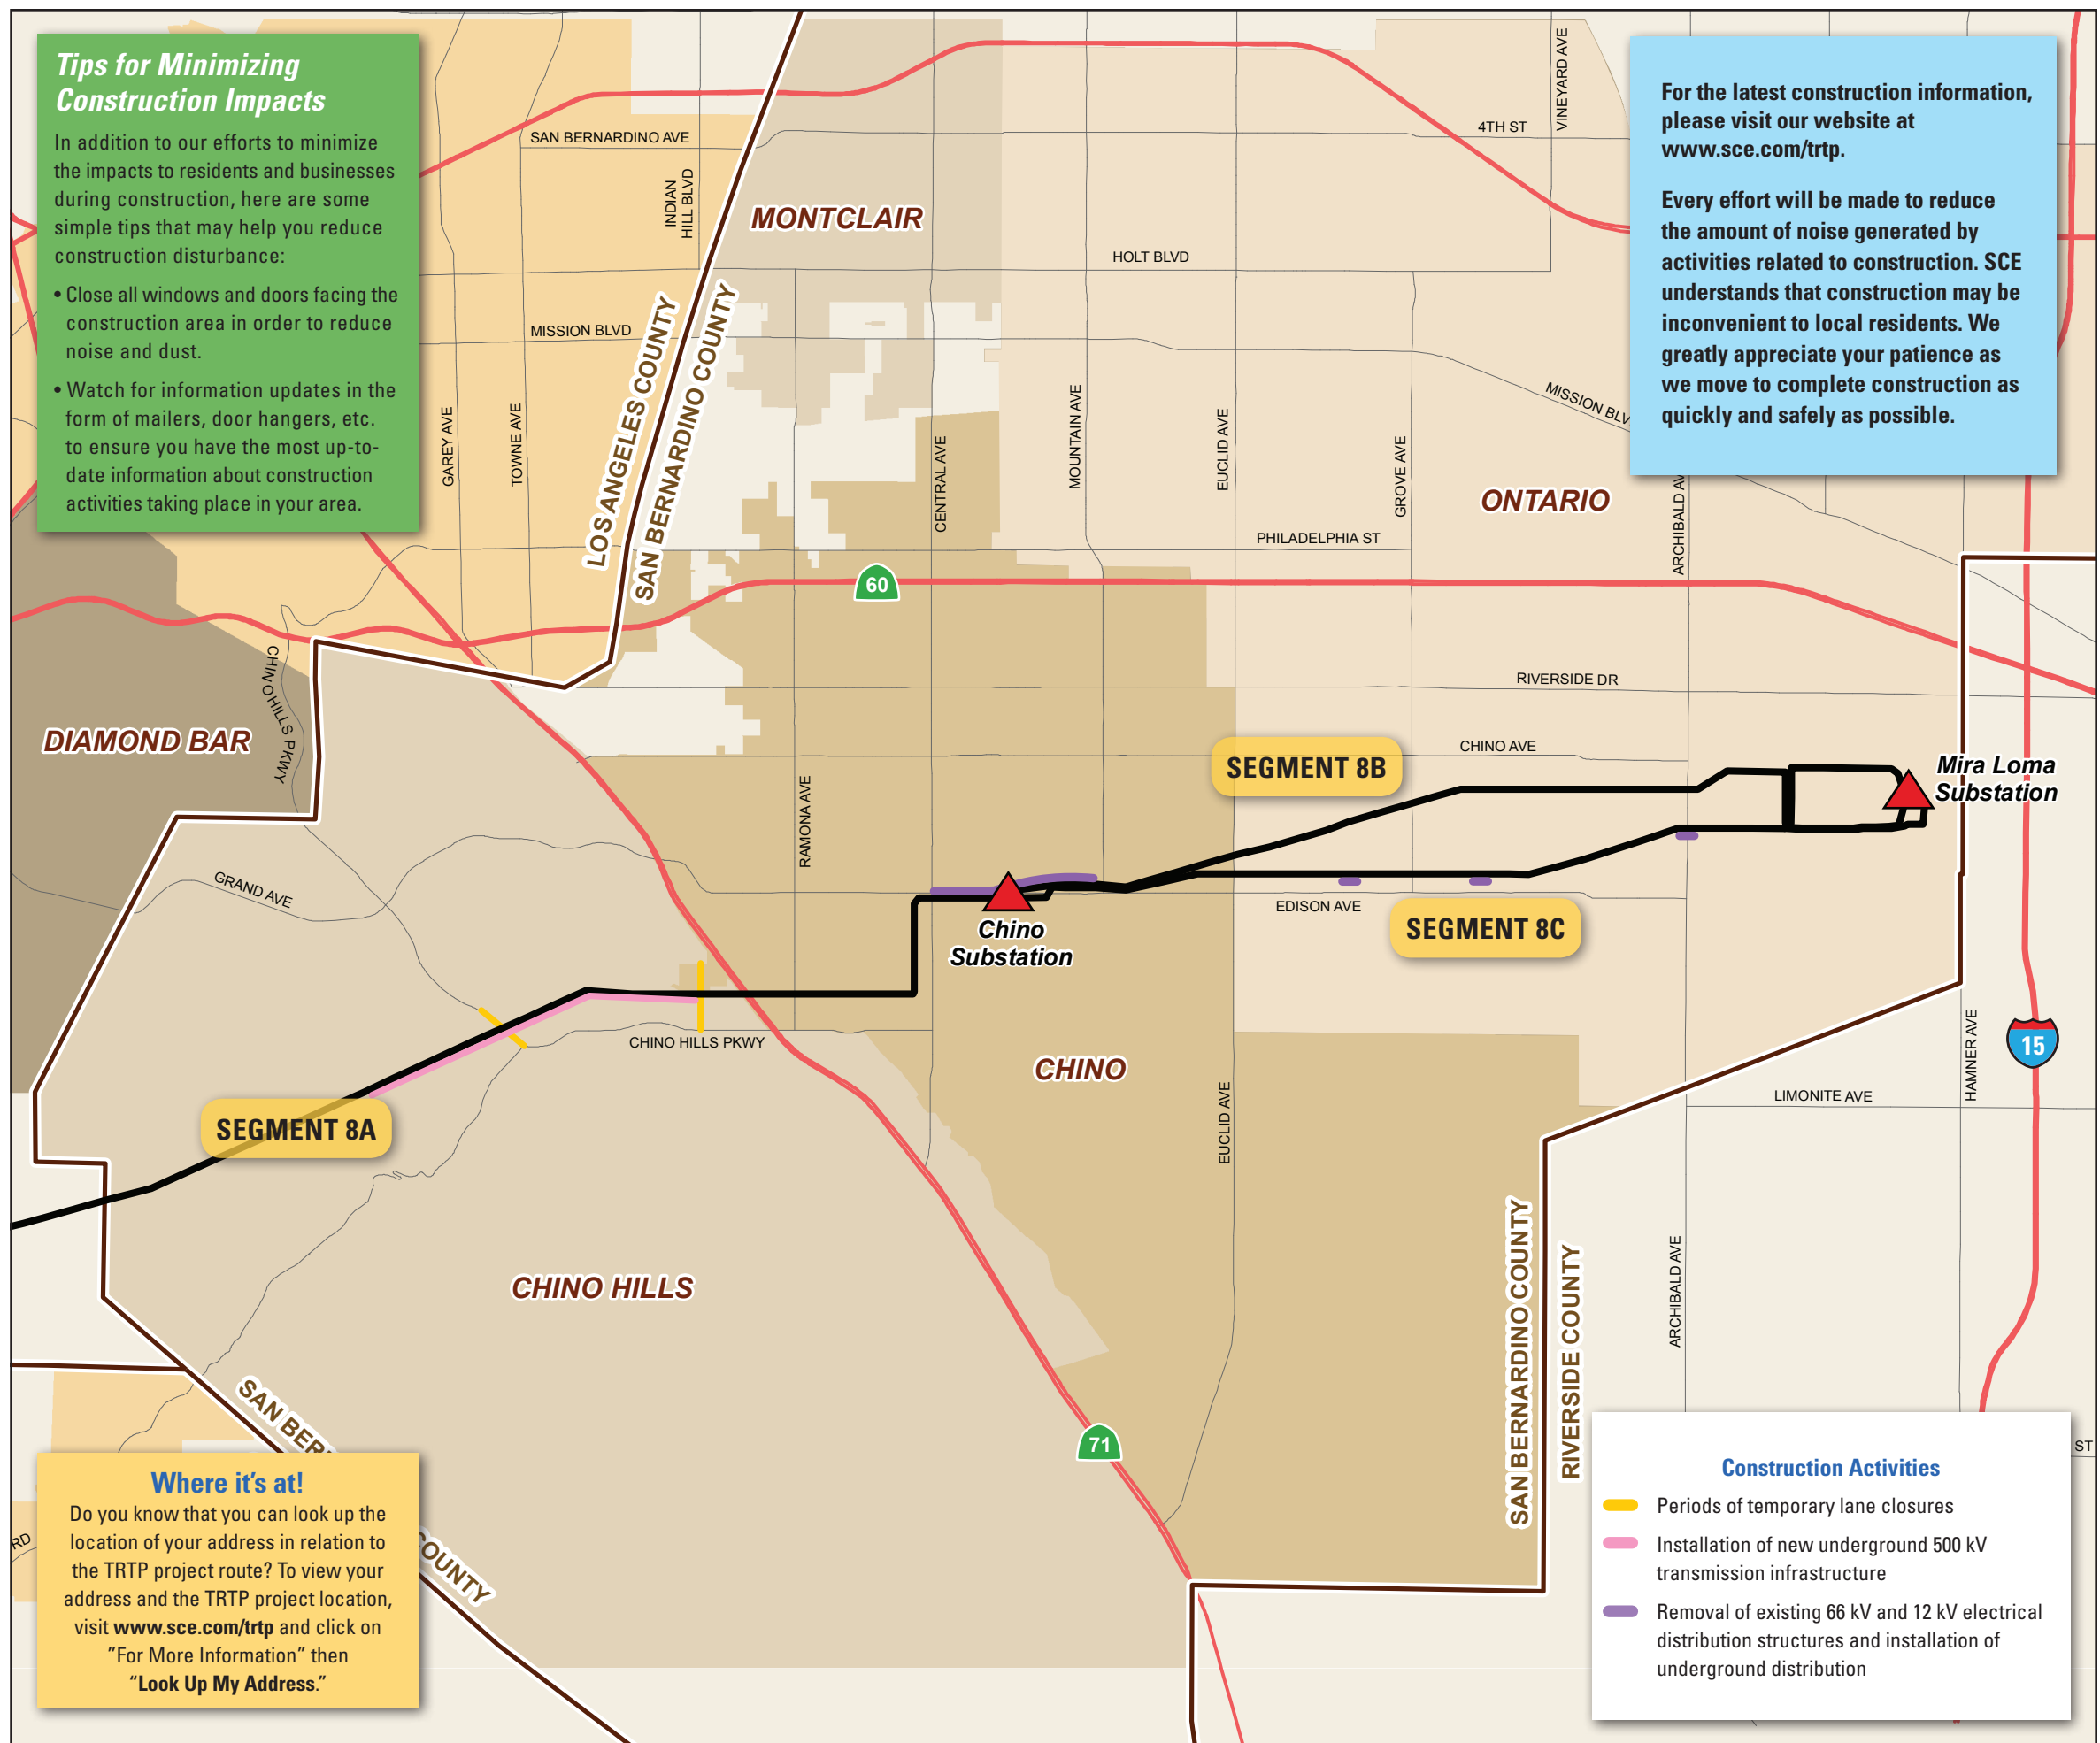 Tips for Minimizing
Construction Impacts
In addition to our efforts to minimize
the impacts to residents and businesses
during construction, here are some
simple tips that may help you reduce
construction disturbance:
• Close all windows and doors facing the
construction area in order to reduce
noise and dust.
• Watch for information updates in the
form of mailers, door hangers, etc.
to ensure you have the most up-to-
date information about construction
activities taking place in your area.
For the latest construction information,
please visit our website at
www.sce.com/trtp.
Every effort will be made to reduce
the amount of noise generated by
activities related to construction. SCE
understands that construction may be
inconvenient to local residents. We
greatly appreciate your patience as
we move to complete construction as
quickly and safely as possible.
SAN BERNARDINO AVE
4TH ST
VINEYARD AVE
INDIAN
HILL BLVD
MONTCLAIR
HOLT BLVD
MISSION BLVD
LOS ANGELES COUNTY
SAN BERNARDINO COUNTY
GAREY AVE
TOWNE AVE
CENTRAL AVE
MOUNTAIN AVE
EUCLID AVE
GROVE AVE
MISSION BLV
ONTARIO
ARCHIBALD AV
PHILADELPHIA ST
60
CHINO HILLS PKWY
DIAMOND BAR
RIVERSIDE DR
CHINO AVE
SEGMENT 8B
Mira Loma
Substation
RAMONA AVE
GRAND AVE
EDISON AVE
SEGMENT 8C
Chino
Substation
CHINO HILLS PKWY
CHINO
15
HAMNER AVE
LIMONITE AVE
SEGMENT 8A
EUCLID AVE
CHINO HILLS
SAN BERNARDINO COUNTY
RIVERSIDE COUNTY
ARCHIBALD AVE
71
SAN BER
COUNTY
RD
ST
Where it's at!
Do you know that you can look up the
location of your address in relation to
the TRTP project route? To view your
address and the TRTP project location,
visit www.sce.com/trtp and click on
"For More Information" then
"Look Up My Address."
Construction Activities
Periods of temporary lane closures
Installation of new underground 500 kV
transmission infrastructure
Removal of existing 66 kV and 12 kV electrical
distribution structures and installation of
underground distribution